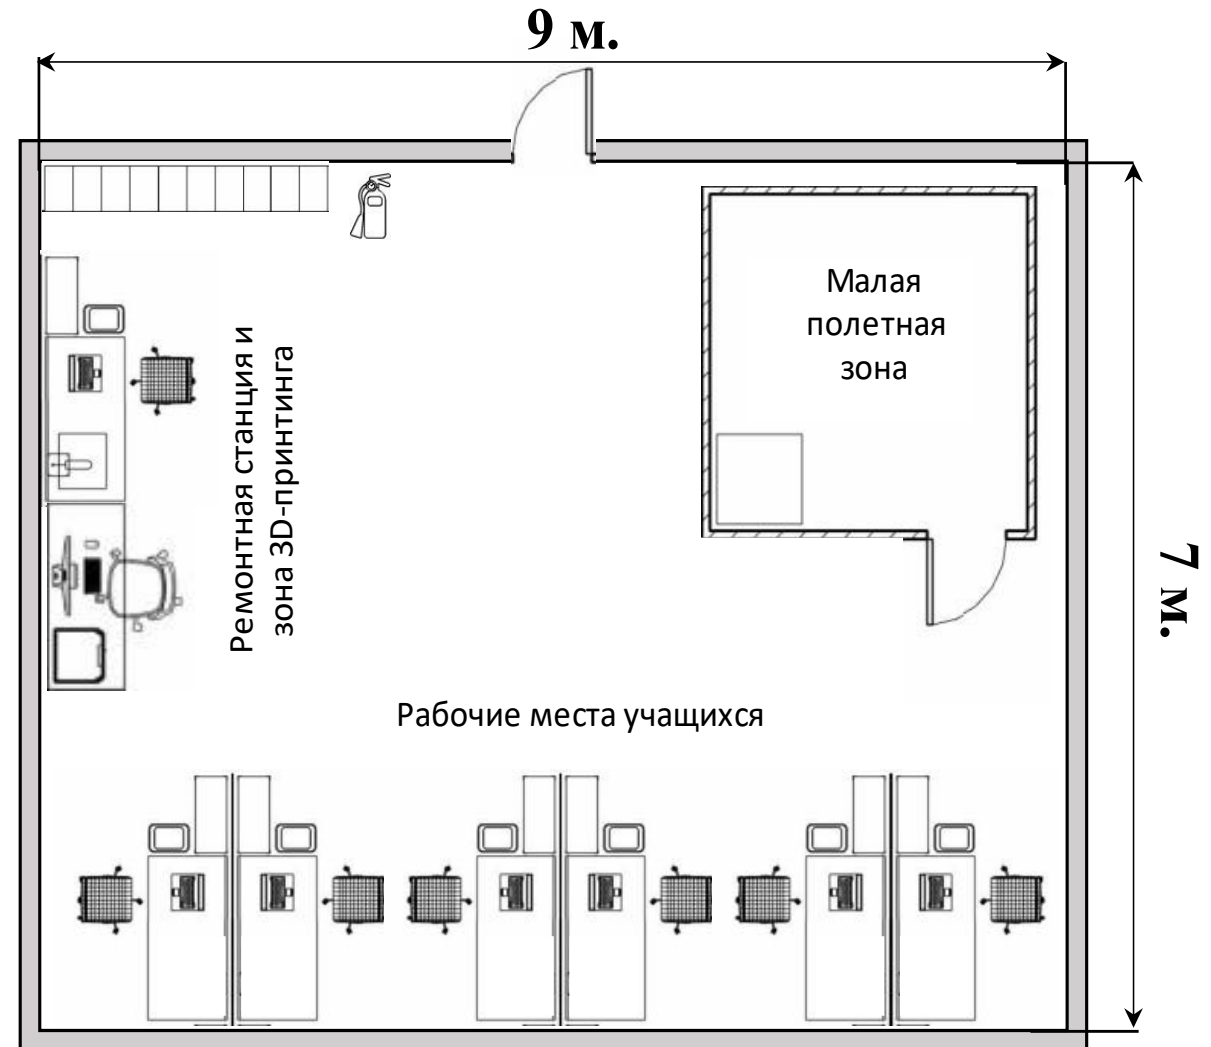 9 м.
Малая
полетная
зона
Ремонтная станция и
зона 3D-принтинга
7 м.
Рабочие места учащихся